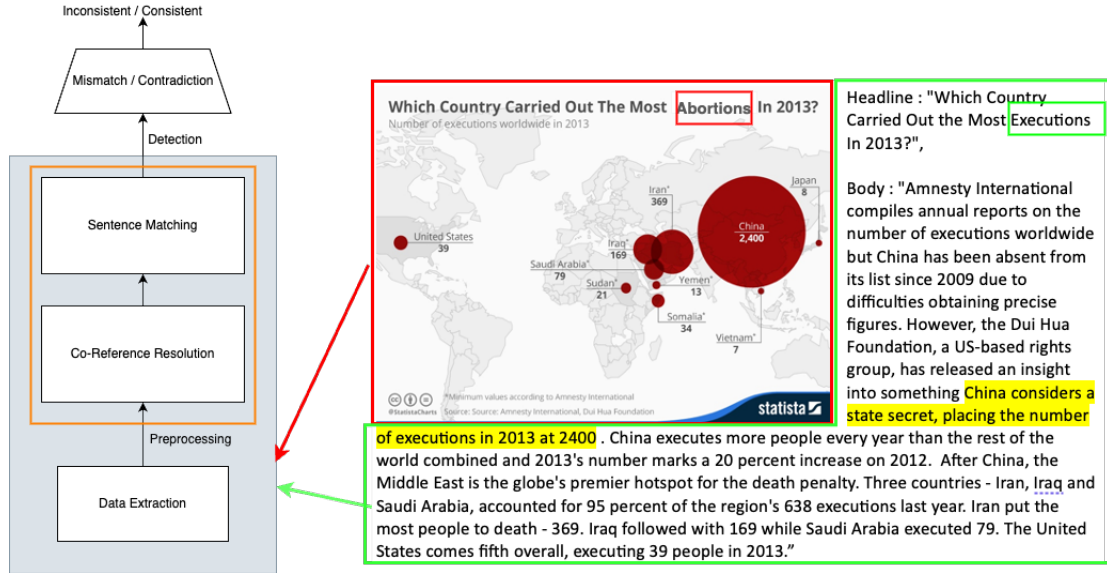 Inconsistent / Consistent
Mismatch / Contradiction
Detection
Sentence Matching
Co-Reference Resolution
Preprocessing
Data Extraction
Which Country Carried Out The Most Abortions In 2013?
Number of executions worldwide in 2013
Japan
8
Iran*
369
China
2,400
United States
39
Iraq*
169
Saudi Arabia*
79
Yemen*
13
Sudan*
21
Somalia*
34
Vietnam*
7
*Minimum values according to Amnesty International
@StatistaCharts Source: Source: Amnesty International, Dui Hua Foundation
statista
Headline : "Which Country
Carried Out the Most Executions
In 2013?",
Body : "Amnesty International
compiles annual reports on the
number of executions worldwide
but China has been absent from
its list since 2009 due to
difficulties obtaining precise
figures. However, the Dui Hua
Foundation, a US-based rights
group, has released an insight
into something China considers a
state secret, placing the number
of executions in 2013 at 2400 . China executes more people every year than the rest of the
world combined and 2013's number marks a 20 percent increase on 2012. After China, the
Middle East is the globe's premier hotspot for the death penalty. Three countries - Iran, Iraq and
Saudi Arabia, accounted for 95 percent of the region's 638 executions last year. Iran put the
most people to death - 369. Iraq followed with 169 while Saudi Arabia executed 79. The United
States comes fifth overall, executing 39 people in 2013.”